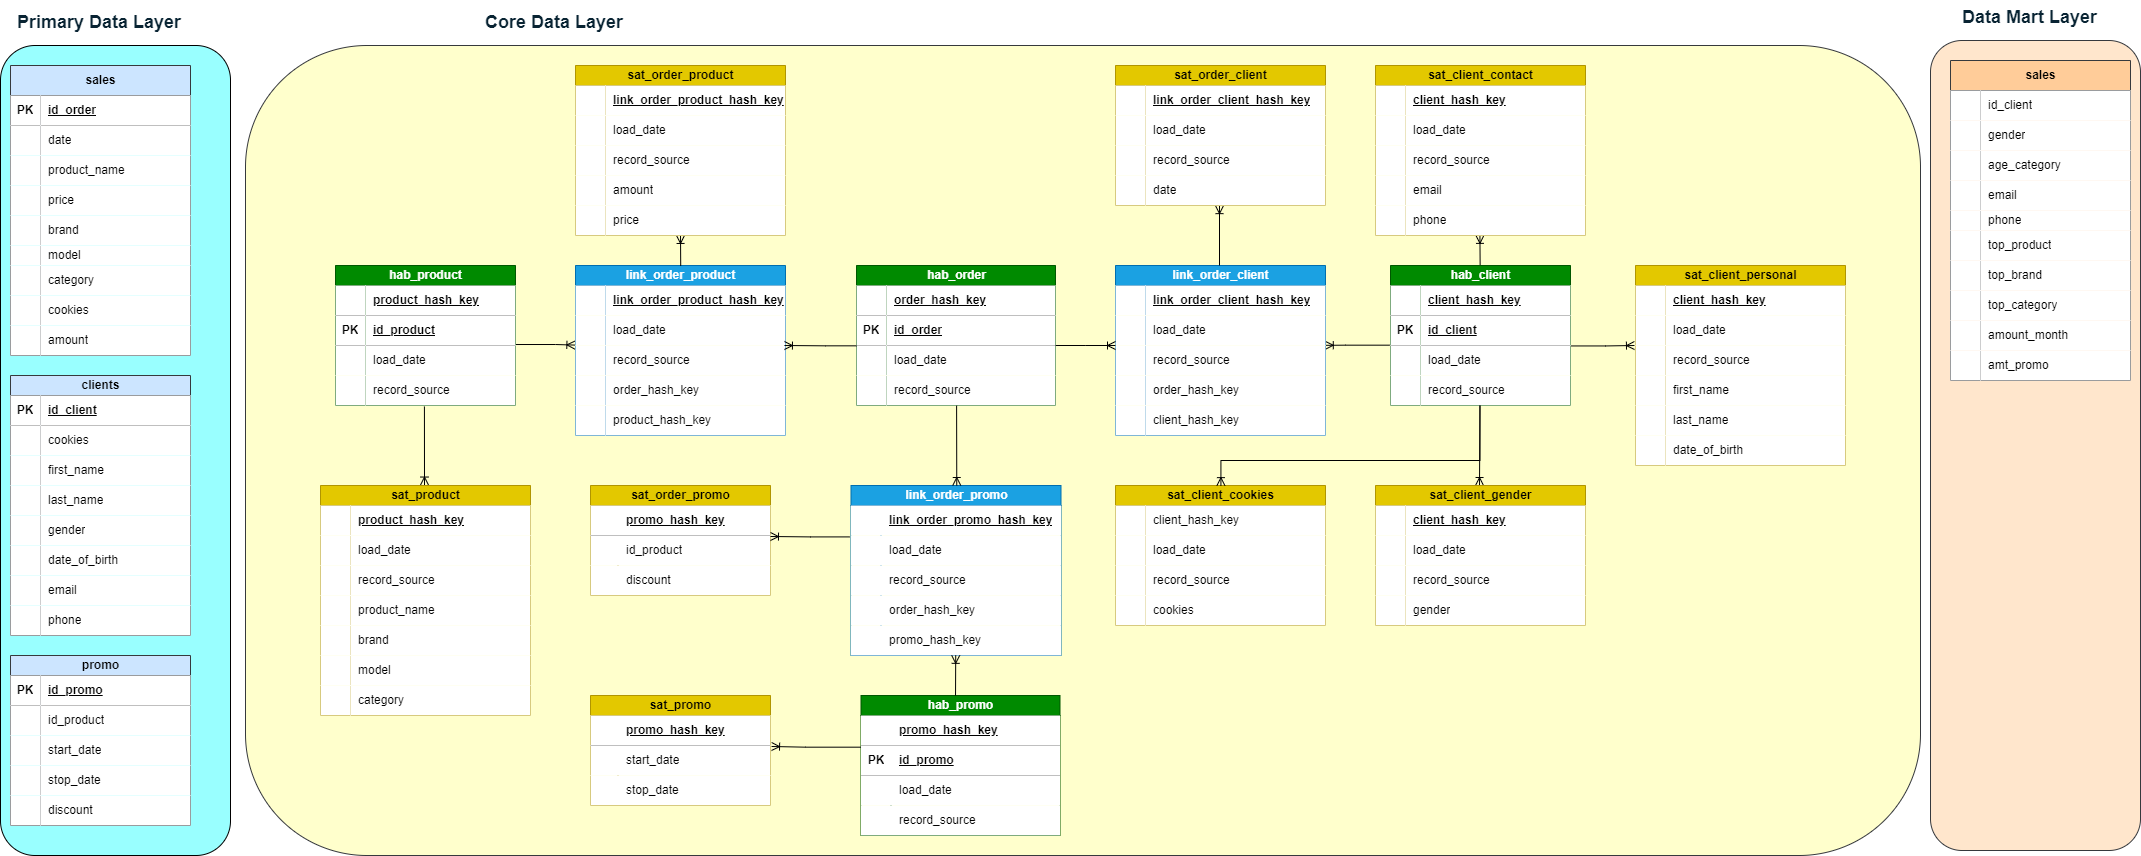 Primary Data Layer
sales
PK id_order
date
product_name
price
brand
model
category
cookies
amount
clients
PK id_client
cookies
first_name
last_name
gender
date_of_birth
email
phone
promo
PK id_promo
id_product
start_date
stop_date
discount
Core Data Layer
sat_order_product
link_order_product_hash_key
load_date
record_source
amount
price
sat_order_client
link_order_client_hash_key
load_date
record_source
date
sat_client_contact
client_hash_key
load_date
record_source
email
phone
hab_product
product_hash_key
PK id_product
load_date
record_source
link_order_product
link_order_product_hash_key
load_date
record_source
order_hash_key
product_hash_key
hab_order
order_hash_key
PK id_order
load_date
record_source
link_order_client
link_order_client_hash_key
load_date
record_source
order_hash_key
client_hash_key
hab_client
client_hash_key
PK id_client
load_date
record_source
sat_client_personal
client_hash_key
load_date
record_source
first_name
last_name
date_of_birth
sat_product
product_hash_key
load_date
record_source
product_name
brand
model
category
sat_order_promo
promo_hash_key
id_product
discount
link_order_promo
link_order_promo_hash_key
load_date
record_source
order_hash_key
promo_hash_key
sat_client_cookies
client_hash_key
load_date
record_source
cookies
sat_client_gender
client_hash_key
load_date
record_source
gender
sat_promo
promo_hash_key
start_date
stop_date
hab_promo
promo_hash_key
PK id_promo
load_date
record_source
Data Mart Layer
sales
id_client
gender
age_category
email
phone
top_product
top_brand
top_category
amount_month
amt_promo